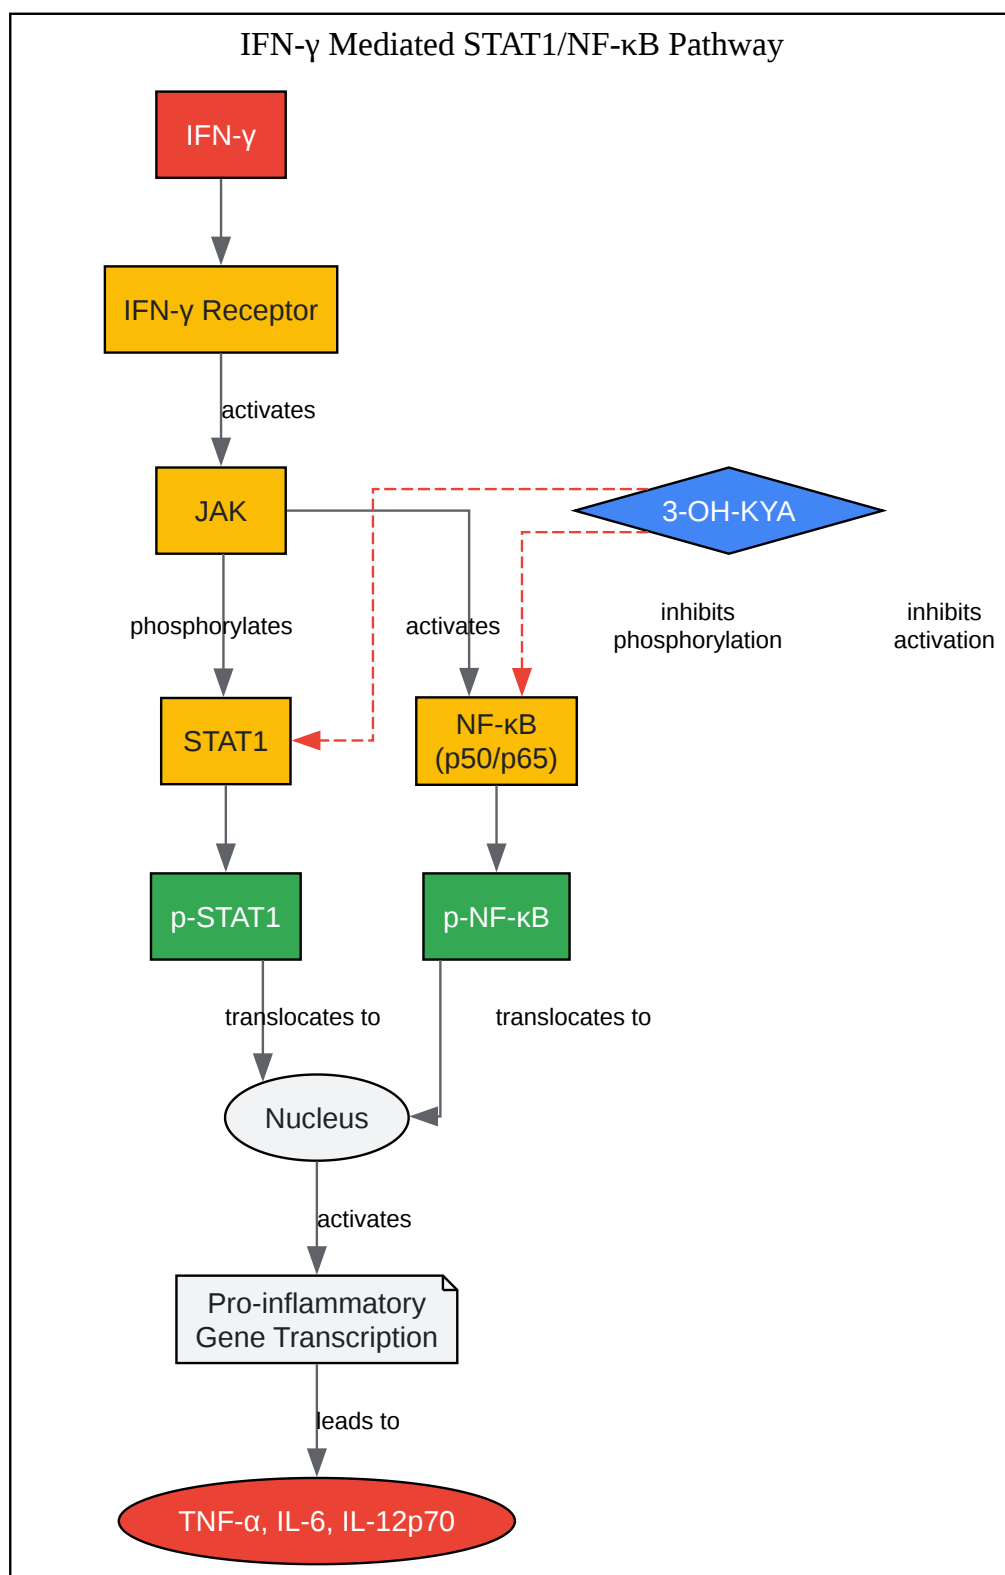 IFN-γ Mediated STAT1/NF-κB Pathway
IFN-γ
IFN-γ Receptor
activates
JAK
3-OH-KYA
phosphorylates
activates
inhibits
phosphorylation
inhibits
activation
STAT1
NF-κB
(p50/p65)
p-STAT1
p-NF-κB
translocates to
translocates to
Nucleus
activates
Pro-inflammatory
Gene Transcription
leads to
TNF-α, IL-6, IL-12p70